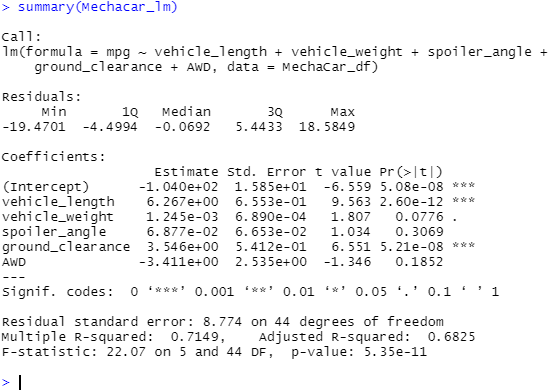 > summary(Mechacar_lm)
Call:
lm(formula = mpg ~ vehicle_length + vehicle_weight + spoiler_angle +
    ground_clearance + AWD, data = MechaCar_df)
Residuals:
     Min       1Q   Median       3Q      Max
-19.4701  -4.4994  -0.0692   5.4433  18.5849
Coefficients:
                   Estimate Std. Error t value Pr(>|t|)
(Intercept)      -1.040e+02  1.585e+01  -6.559 5.08e-08 ***
vehicle_length    6.267e+00  6.553e-01   9.563 2.60e-12 ***
vehicle_weight    1.245e-03  6.890e-04   1.807   0.0776 .
spoiler_angle     6.877e-02  6.653e-02   1.034   0.3069
ground_clearance  3.546e+00  5.412e-01   6.551 5.21e-08 ***
AWD              -3.411e+00  2.535e+00  -1.346   0.1852
---
Signif. codes:  0 ‘***’ 0.001 ‘**’ 0.01 ‘*’ 0.05 ‘.’ 0.1 ‘ ’ 1
Residual standard error: 8.774 on 44 degrees of freedom
Multiple R-squared:  0.7149,    Adjusted R-squared:  0.6825
F-statistic: 22.07 on 5 and 44 DF,  p-value: 5.35e-11
>